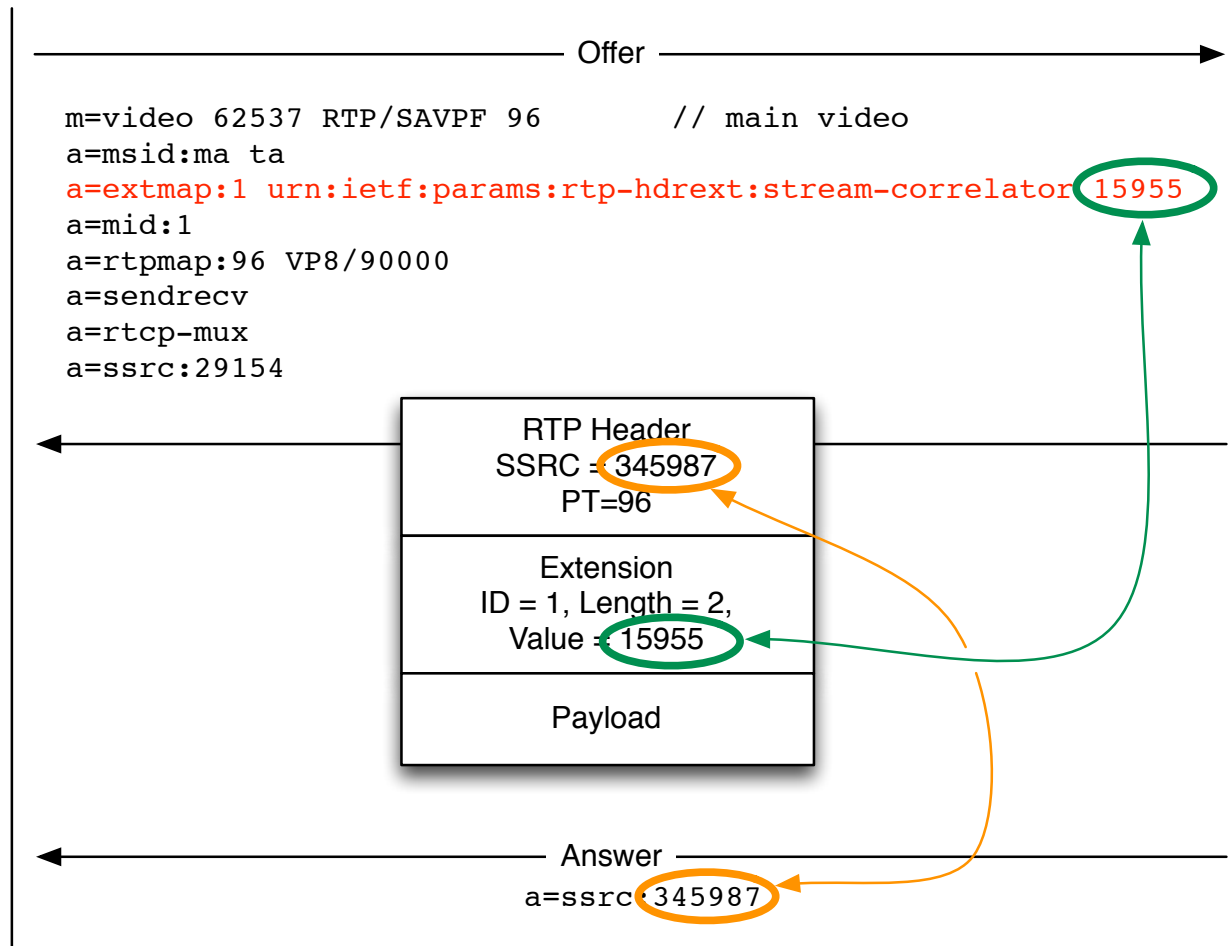 Offer
m=video 62537 RTP/SAVPF 96 // main video
a=msid:ma ta
a=extmap:1 urn:ietf:params:rtp-hdrext:stream-correlator 15955
a=mid:1
a=rtpmap:96 VP8/90000
a=sendrecv
a=rtcp-mux
a=ssrc:29154
RTP Header
SSRC = 345987
PT=96
Extension
ID = 1, Length = 2,
Value = 15955
Payload
Answer
a=ssrc:345987